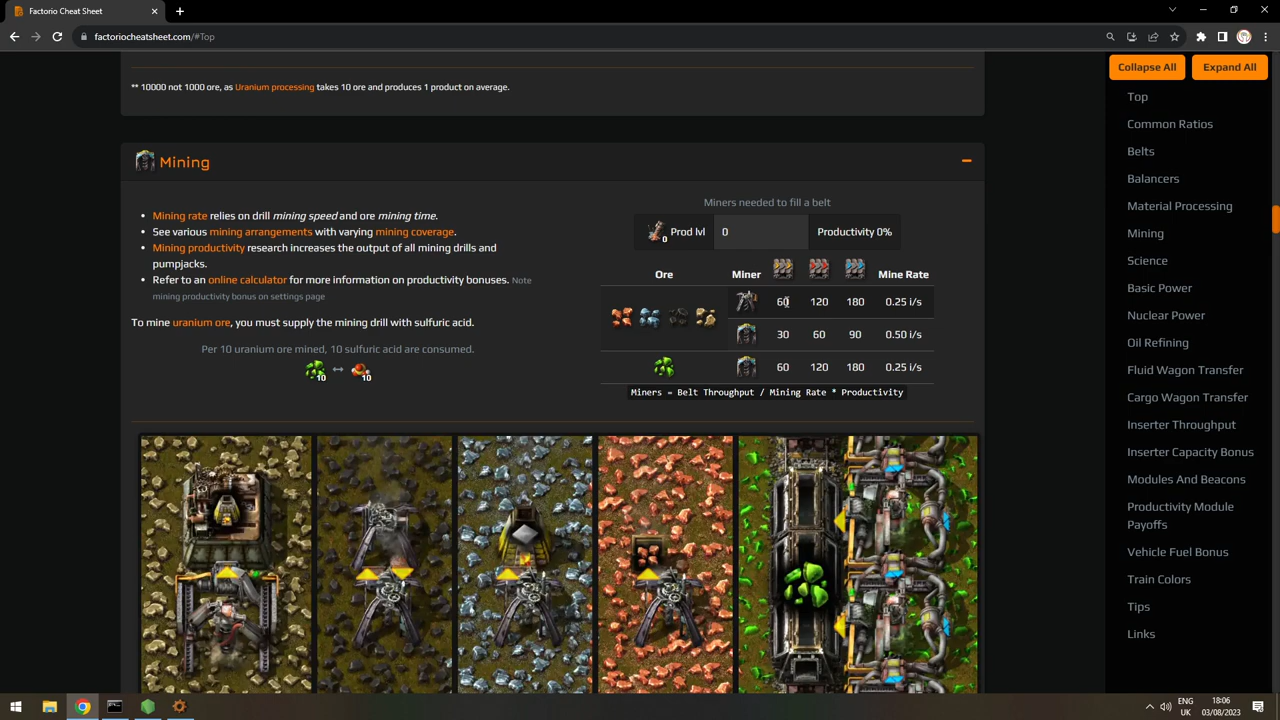 Factorio Cheat Sheet
factoriocheatsheet.com/#Top
** 10000 not 1000 ore, as Uranium processing takes 10 ore and produces 1 product on average.
Mining
• Mining rate relies on drill mining speed and ore mining time.
• See various mining arrangements with varying mining coverage.
• Mining productivity research increases the output of all mining drills and
pumpjacks.
• Refer to an online calculator for more information on productivity bonuses. Note
mining productivity bonus on settings page
To mine uranium ore, you must supply the mining drill with sulfuric acid.
Per 10 uranium ore mined, 10 sulfuric acid are consumed.
10 10
Miners needed to fill a belt
0 Prod lvl 0 Productivity 0%
Ore Miner Mine Rate
60 120 180 0.25 i/s
30 60 90 0.50 i/s
60 120 180 0.25 i/s
Miners = Belt Throughput / Mining Rate * Productivity
Collapse All Expand All
Top
Common Ratios
Belts
Balancers
Material Processing
Mining
Science
Basic Power
Nuclear Power
Oil Refining
Fluid Wagon Transfer
Cargo Wagon Transfer
Inserter Throughput
Inserter Capacity Bonus
Modules And Beacons
Productivity Module
Payoffs
Vehicle Fuel Bonus
Train Colors
Tips
Links
ENG
UK
18:06
03/08/2023